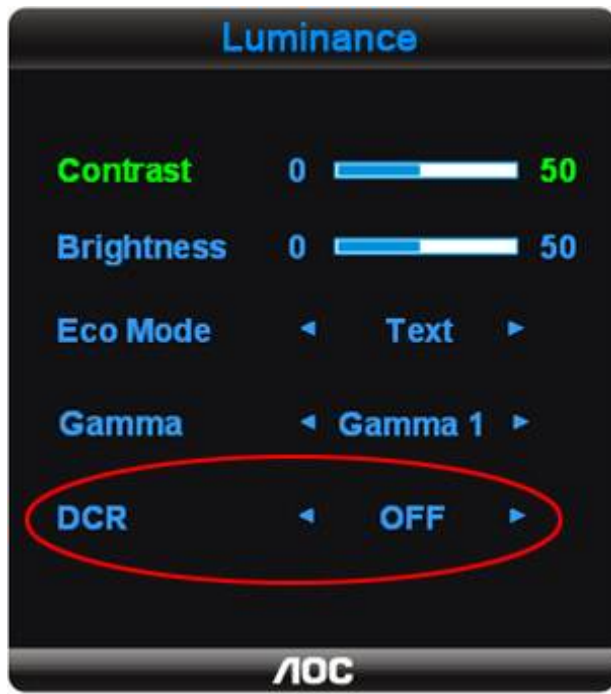 Luminance
Contrast 0 50
Brightness 0 50
Eco Mode Text
Gamma Gamma 1
DCR OFF
AOC